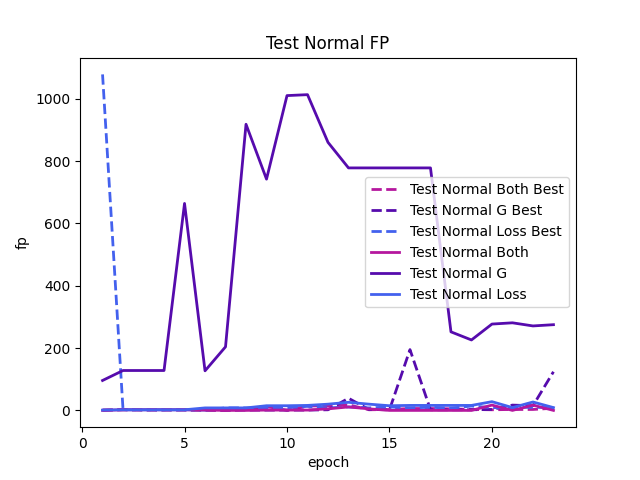 Test Normal FP
fp
1000
800
600
400
200
0
Test Normal Both Best
Test Normal G Best
Test Normal Loss Best
Test Normal Both
Test Normal G
Test Normal Loss
0 5 10 15 20
epoch